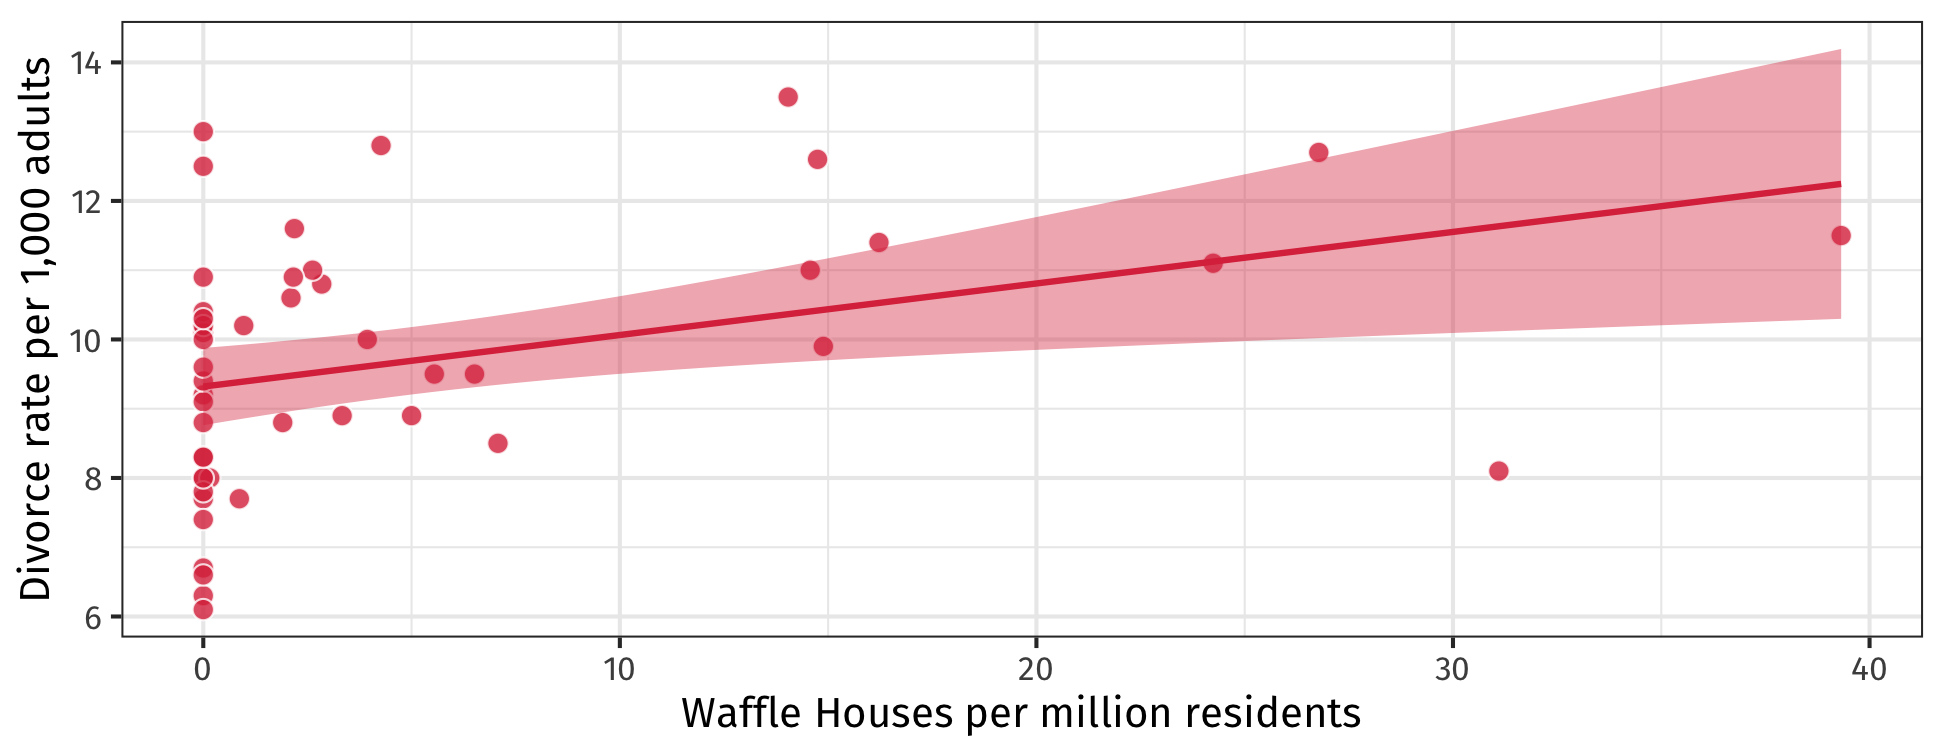 Divorce rate per 1,000 adults
14
12
10
8
6
0 10 20 30 40
Waffle Houses per million residents